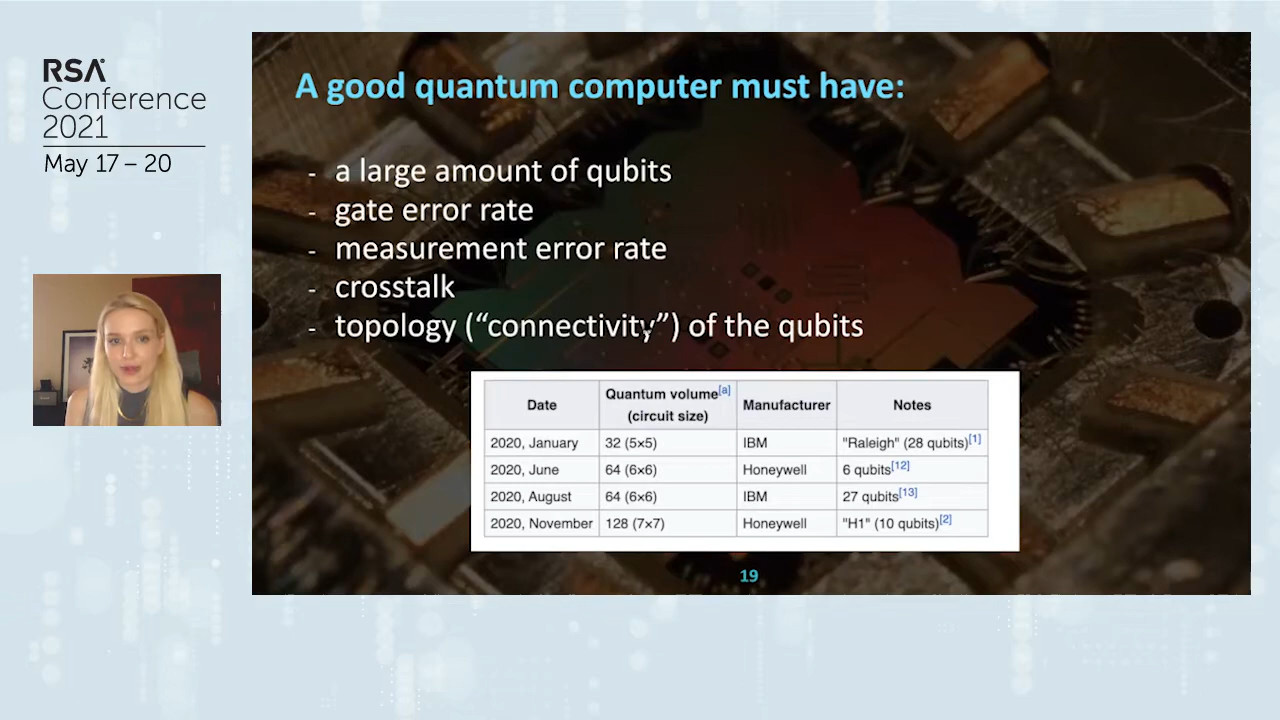 RSA
Conference
2021
May 17 – 20
A good quantum computer must have:
- a large amount of qubits
- gate error rate
- measurement error rate
- crosstalk
- topology (“connectivity”) of the qubits
Date Quantum volume[a] (circuit size) Manufacturer Notes
2020, January 32 (5×5) IBM "Raleigh" (28 qubits)[1]
2020, June 64 (6×6) Honeywell 6 qubits[12]
2020, August 64 (6×6) IBM 27 qubits[13]
2020, November 128 (7×7) Honeywell "H1" (10 qubits)[2]
19